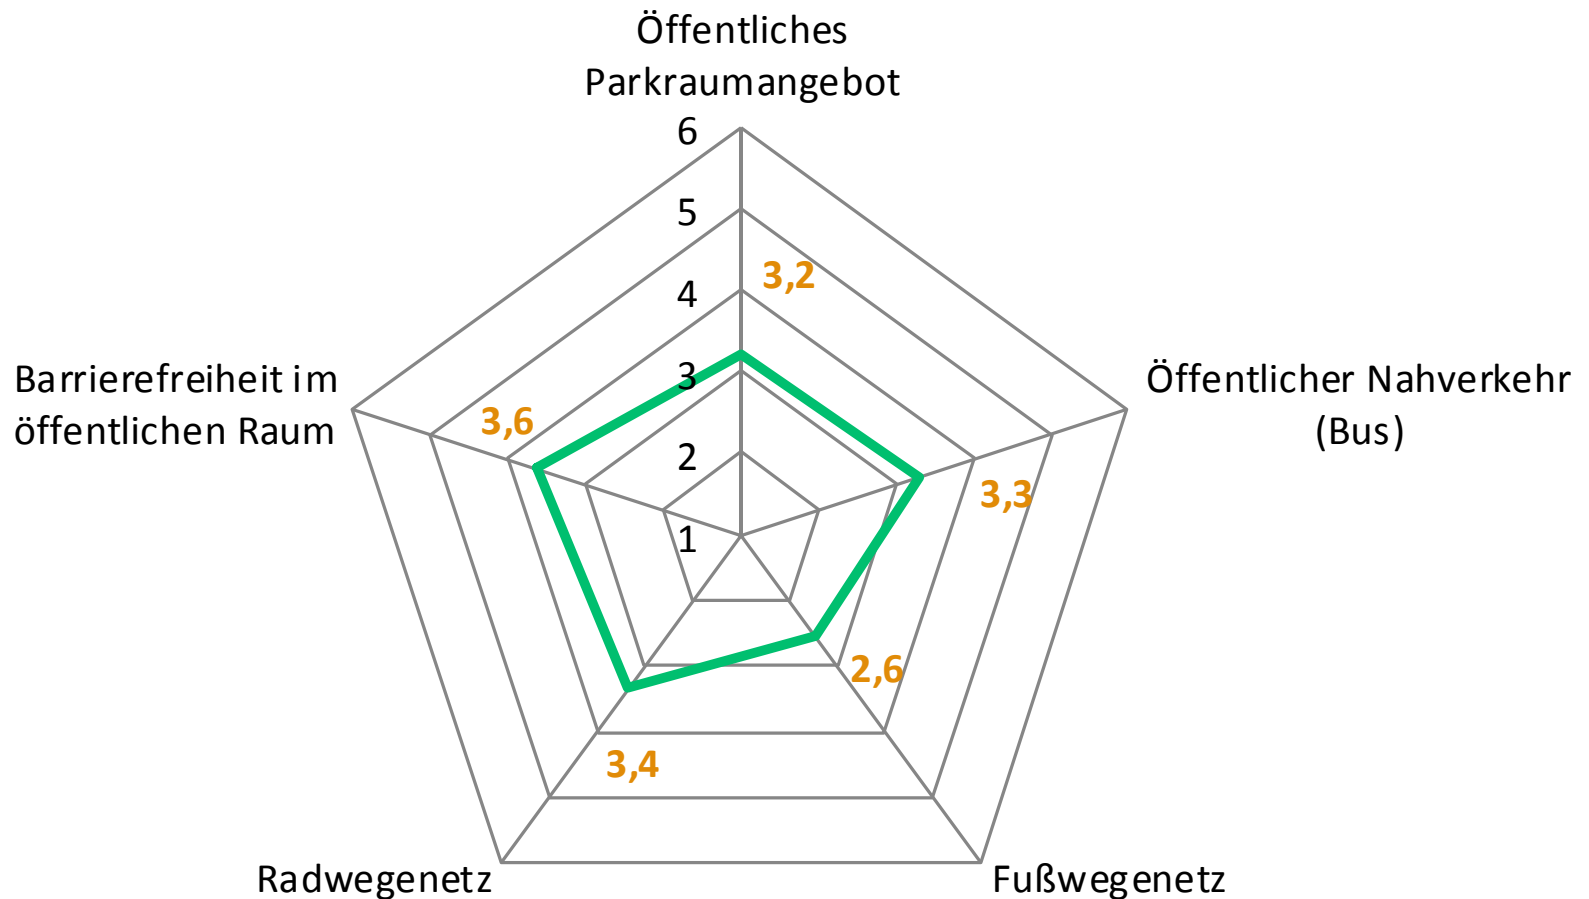 Öffentliches
Parkraumangebot
6
5
3,2
4
Barrierefreiheit im
öffentlichen Raum
Öffentlicher Nahverkehr
(Bus)
3
3,6
2
3,3
1
2,6
3,4
Radwegenetz
Fußwegenetz